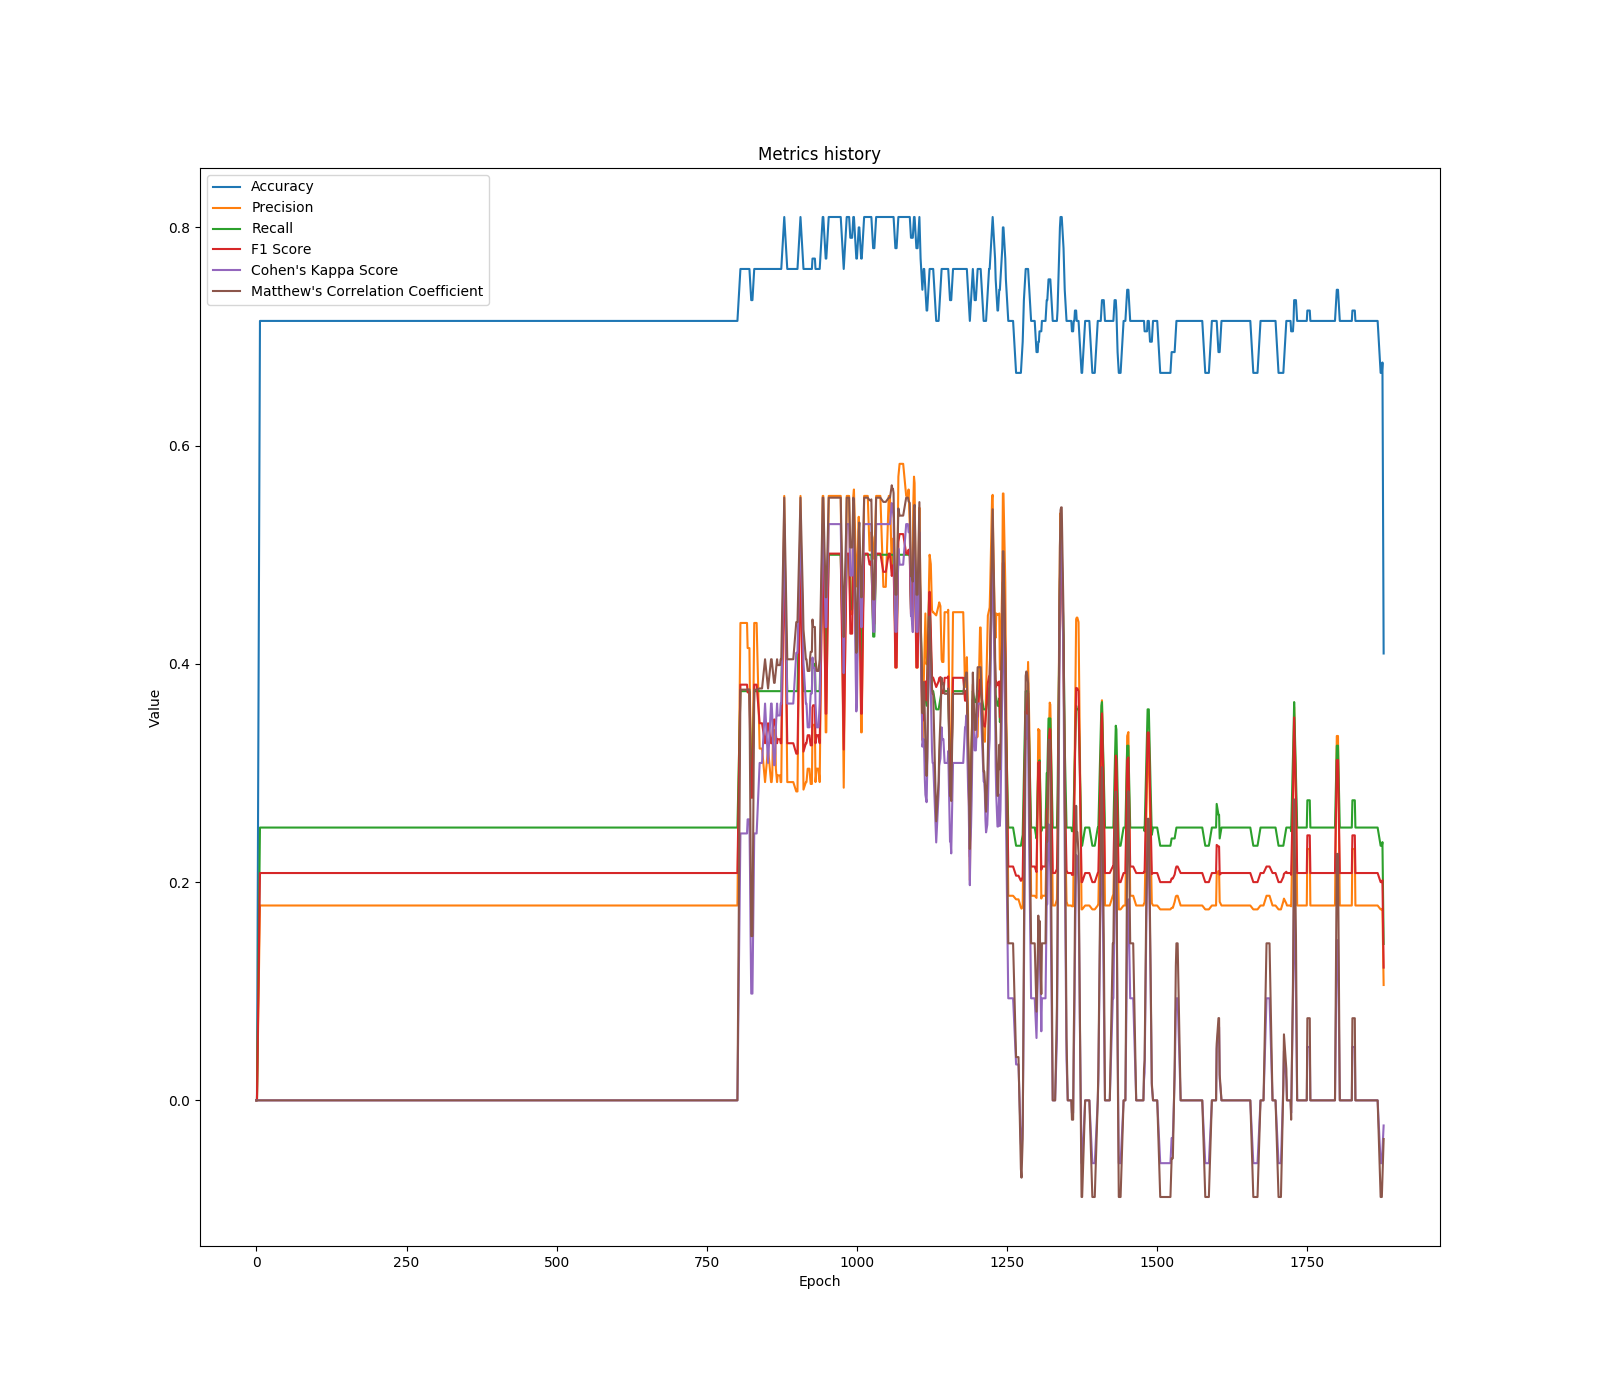 Metrics history
Accuracy
Precision
Recall
F1 Score
Cohen's Kappa Score
Matthew's Correlation Coefficient
0.8
0.6
0.4
0.2
0.0
Value
0 250 500 750 1000 1250 1500 1750
Epoch